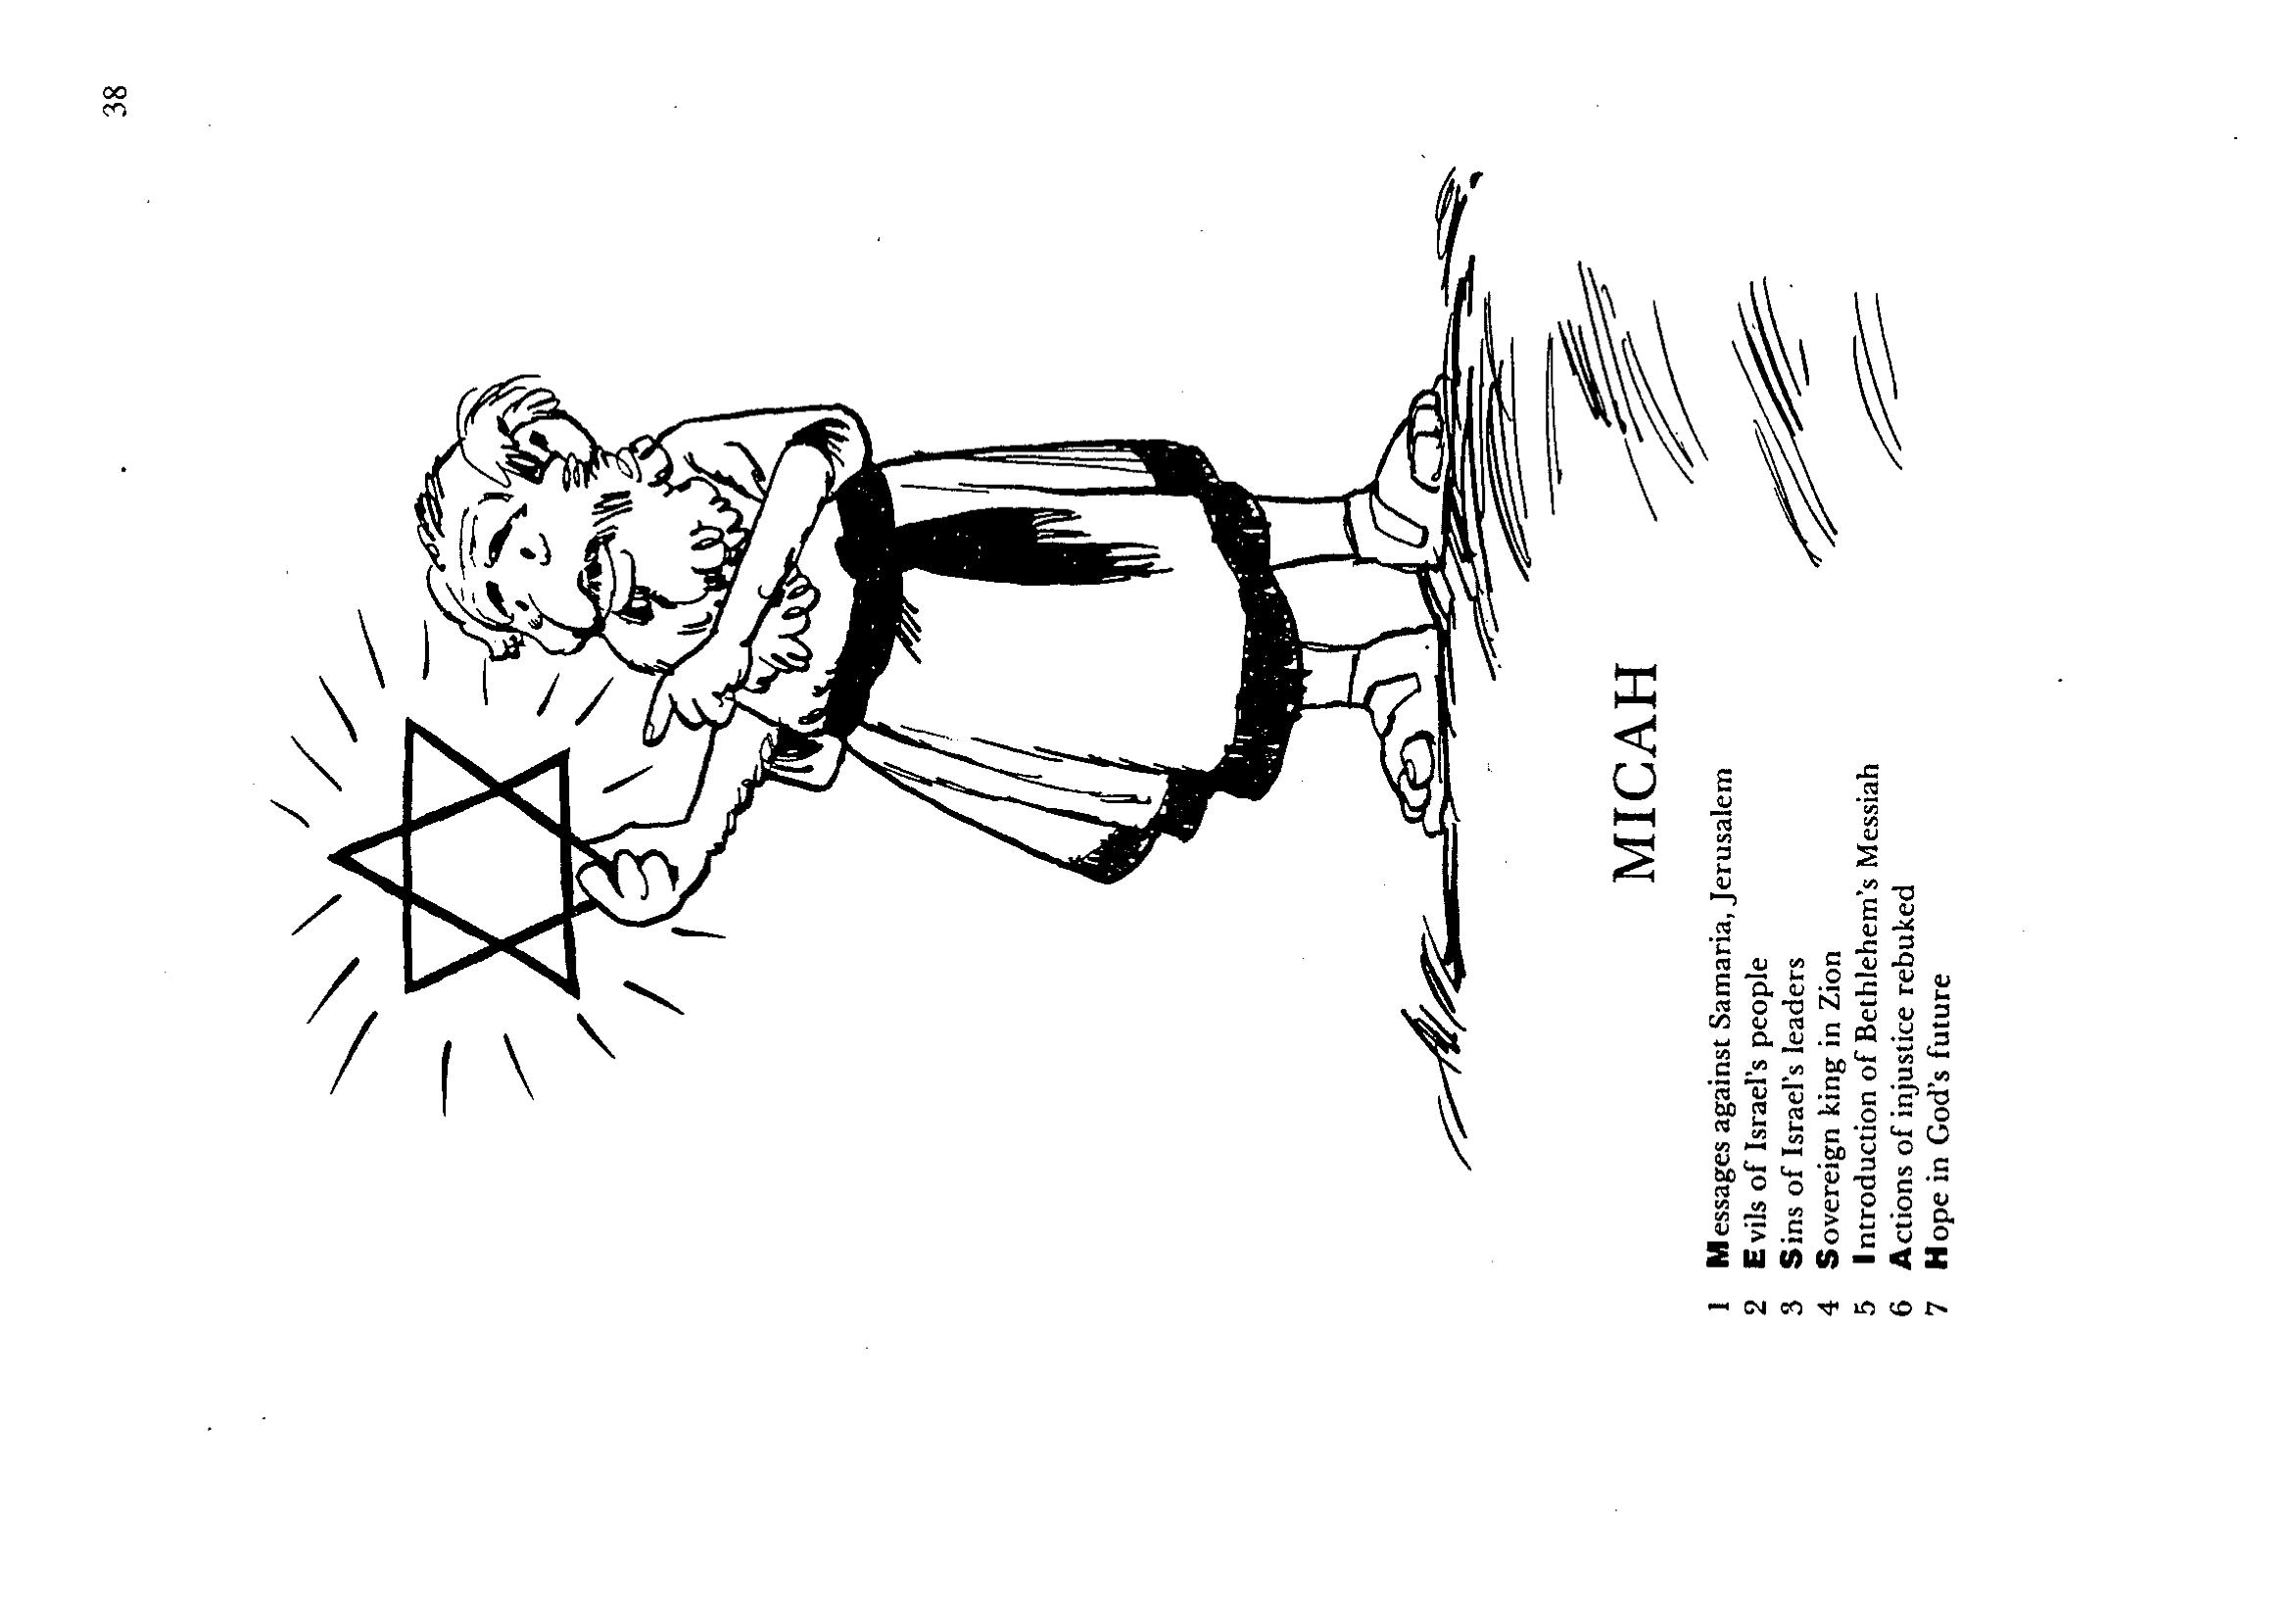 38
MICAH
1 Messages against Samaria, Jerusalem
2 Evils of Israel's people
3 Sins of Israel's leaders
4 Sovereign king in Zion
5 Introduction of Bethlehem's Messiah
6 Actions of injustice rebuked
7 Hope in God's future